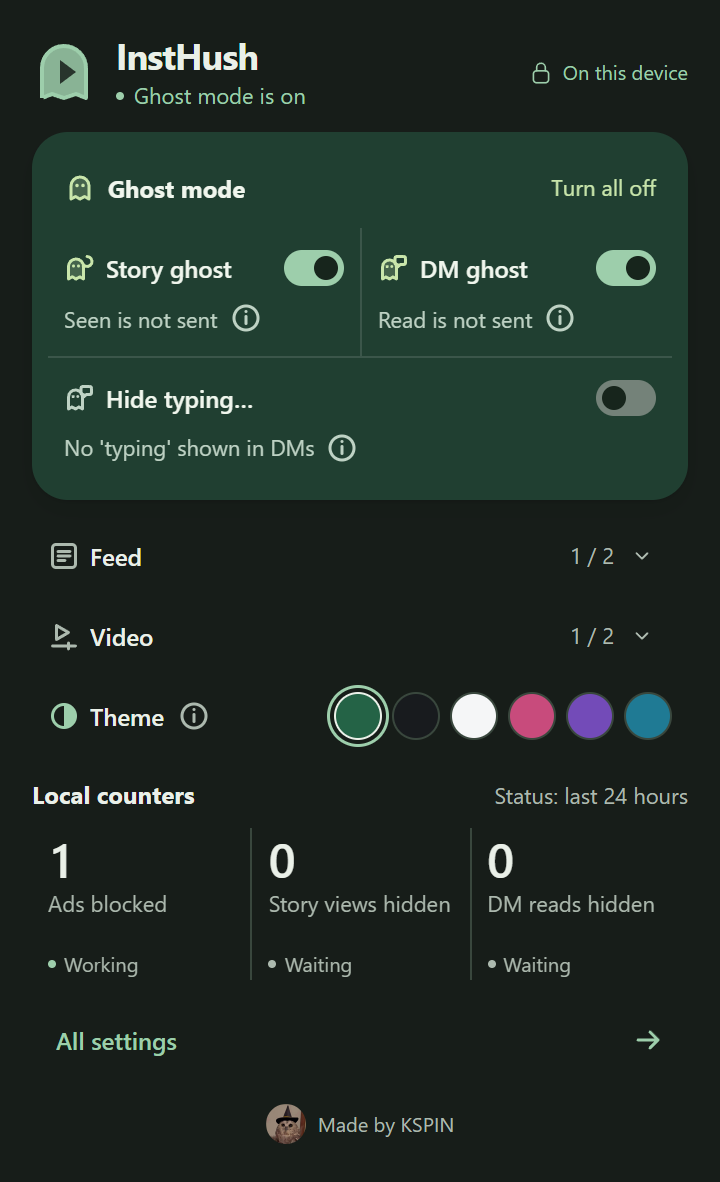 InstHush
Ghost mode is on
On this device
Ghost mode
Turn all off
Story ghost
Seen is not sent
DM ghost
Read is not sent
Hide typing...
No 'typing' shown in DMs
Feed
1 / 2
Video
1 / 2
Theme
Local counters
Status: last 24 hours
1
Ads blocked
Working
0
Story views hidden
Waiting
0
DM reads hidden
Waiting
All settings
Made by KSPIN